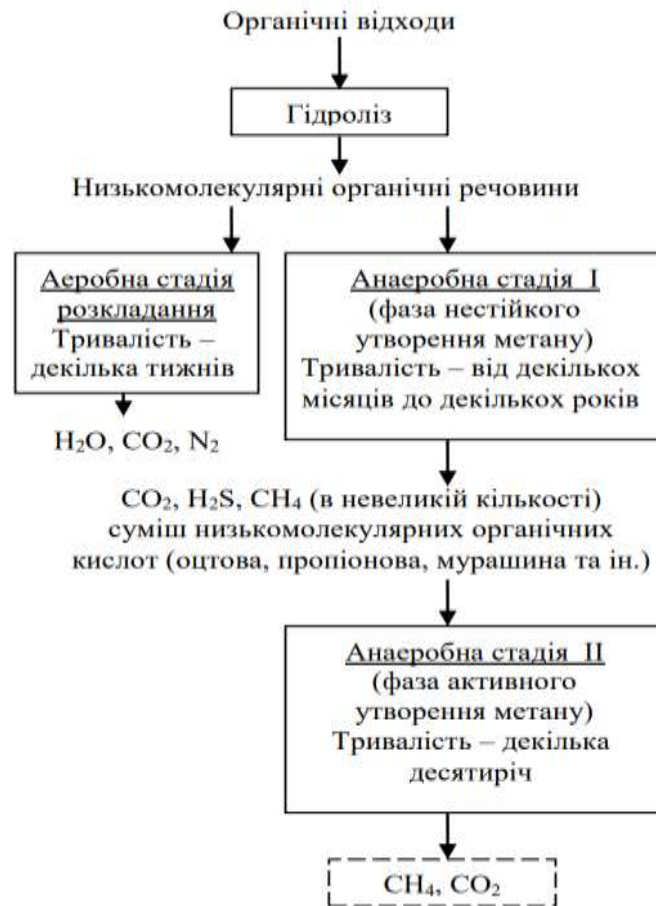 Органічні відходи
Гідроліз
Низькомолекулярні органічні речовини
Аеробна стадія
розкладання
Тривалість –
декілька тижнів
H₂O, CO₂, N₂
Анаеробна стадія I
(фаза нестійкого
утворення метану)
Тривалість – від декількох
місяців до декількох років
CO₂, H₂S, CH₄ (в невеликій кількості)
суміш низькомолекулярних органічних
кислот (оцтова, пропіонова, мурашина та ін.)
Анаеробна стадія II
(фаза активного
утворення метану)
Тривалість – декілька
десятиріч
CH₄, CO₂